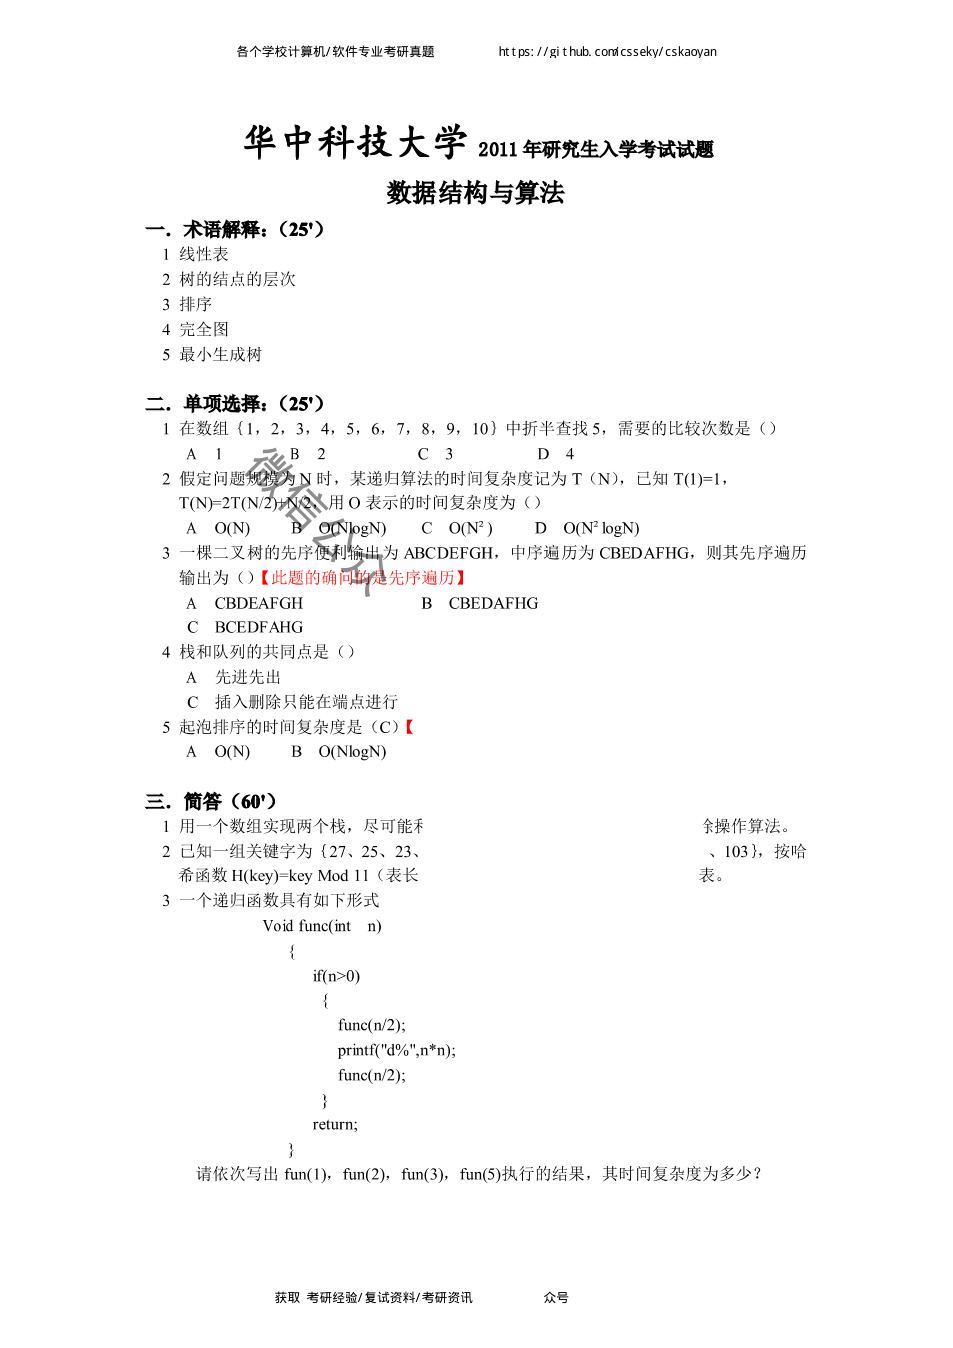 各个学校计算机/软件专业考研真题 https://github.com/csseky/cskaoyan
华中科技大学 2011 年研究生入学考试试题
数据结构与算法
一．术语解释：（25'）
1 线性表
2 树的结点的层次
3 排序
4 完全图
5 最小生成树
二．单项选择：（25'）
1 在数组｛1，2，3，4，5，6，7，8，9，10｝中折半查找 5，需要的比较次数是（）
A 1 B 2 C 3 D 4
2 假定问题规模为 N 时，某递归算法的时间复杂度记为 T（N），已知 T(1)=1，
T(N)=2T(N/2)+N/2，用 O 表示的时间复杂度为（）
A O(N) B O(NlogN) C O(N² ) D O(N² logN)
3 一棵二叉树的先序便利输出为 ABCDEFGH，中序遍历为 CBEDAFHG，则其先序遍历
输出为（）【此题的确问的是先序遍历】
A CBDEAFGH B CBEDAFHG
C BCEDFAHG
4 栈和队列的共同点是（）
A 先进先出
C 插入删除只能在端点进行
5 起泡排序的时间复杂度是（C）【
A O(N) B O(NlogN)
三．简答（60'）
1 用一个数组实现两个栈，尽可能 操作算法。
2 已知一组关键字为｛27、25、23、 、103｝，按哈
希函数 H(key)=key Mod 11（表长 表。
3 一个递归函数具有如下形式
Void func(int n)
{
if(n>0)
{
func(n/2);
printf("d%",n*n);
func(n/2);
}
return;
}
请依次写出 fun(1)，fun(2)，fun(3)，fun(5)执行的结果，其时间复杂度为多少？
微信公众
获取 考研经验/复试资料/考研资讯 众号